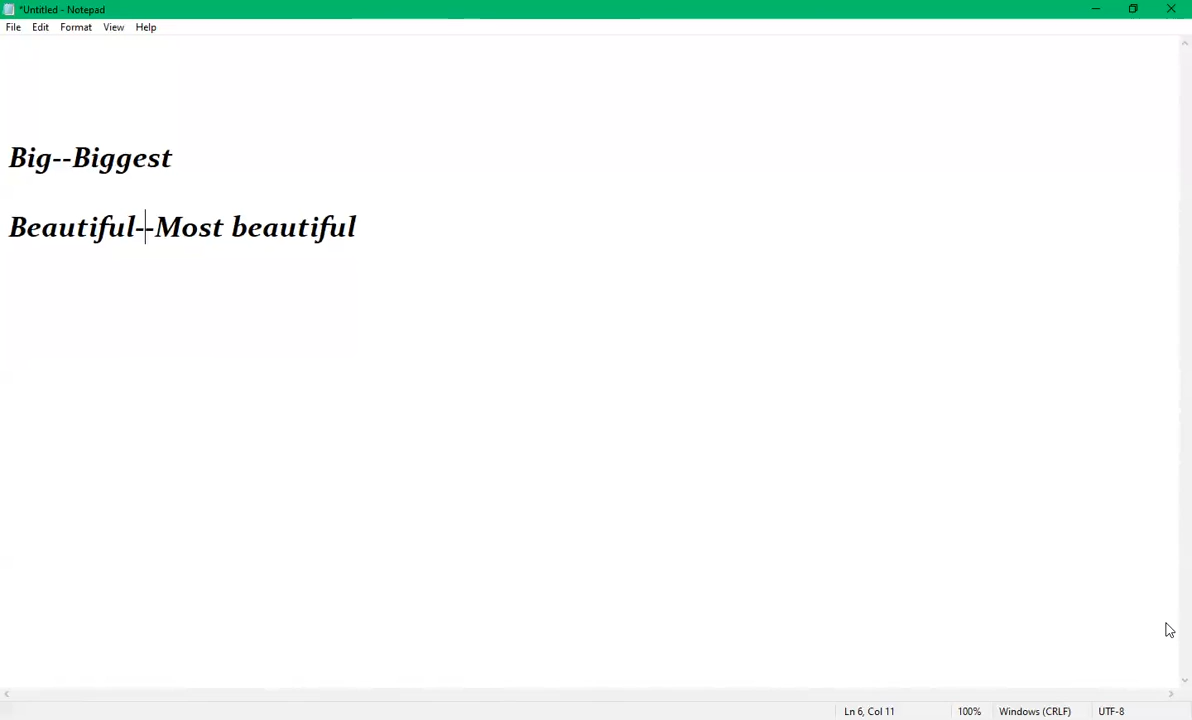 *Untitled - Notepad
File Edit Format View Help
Big--Biggest
Beautiful--Most beautiful
Ln 6, Col 11 100% Windows (CRLF) UTF-8